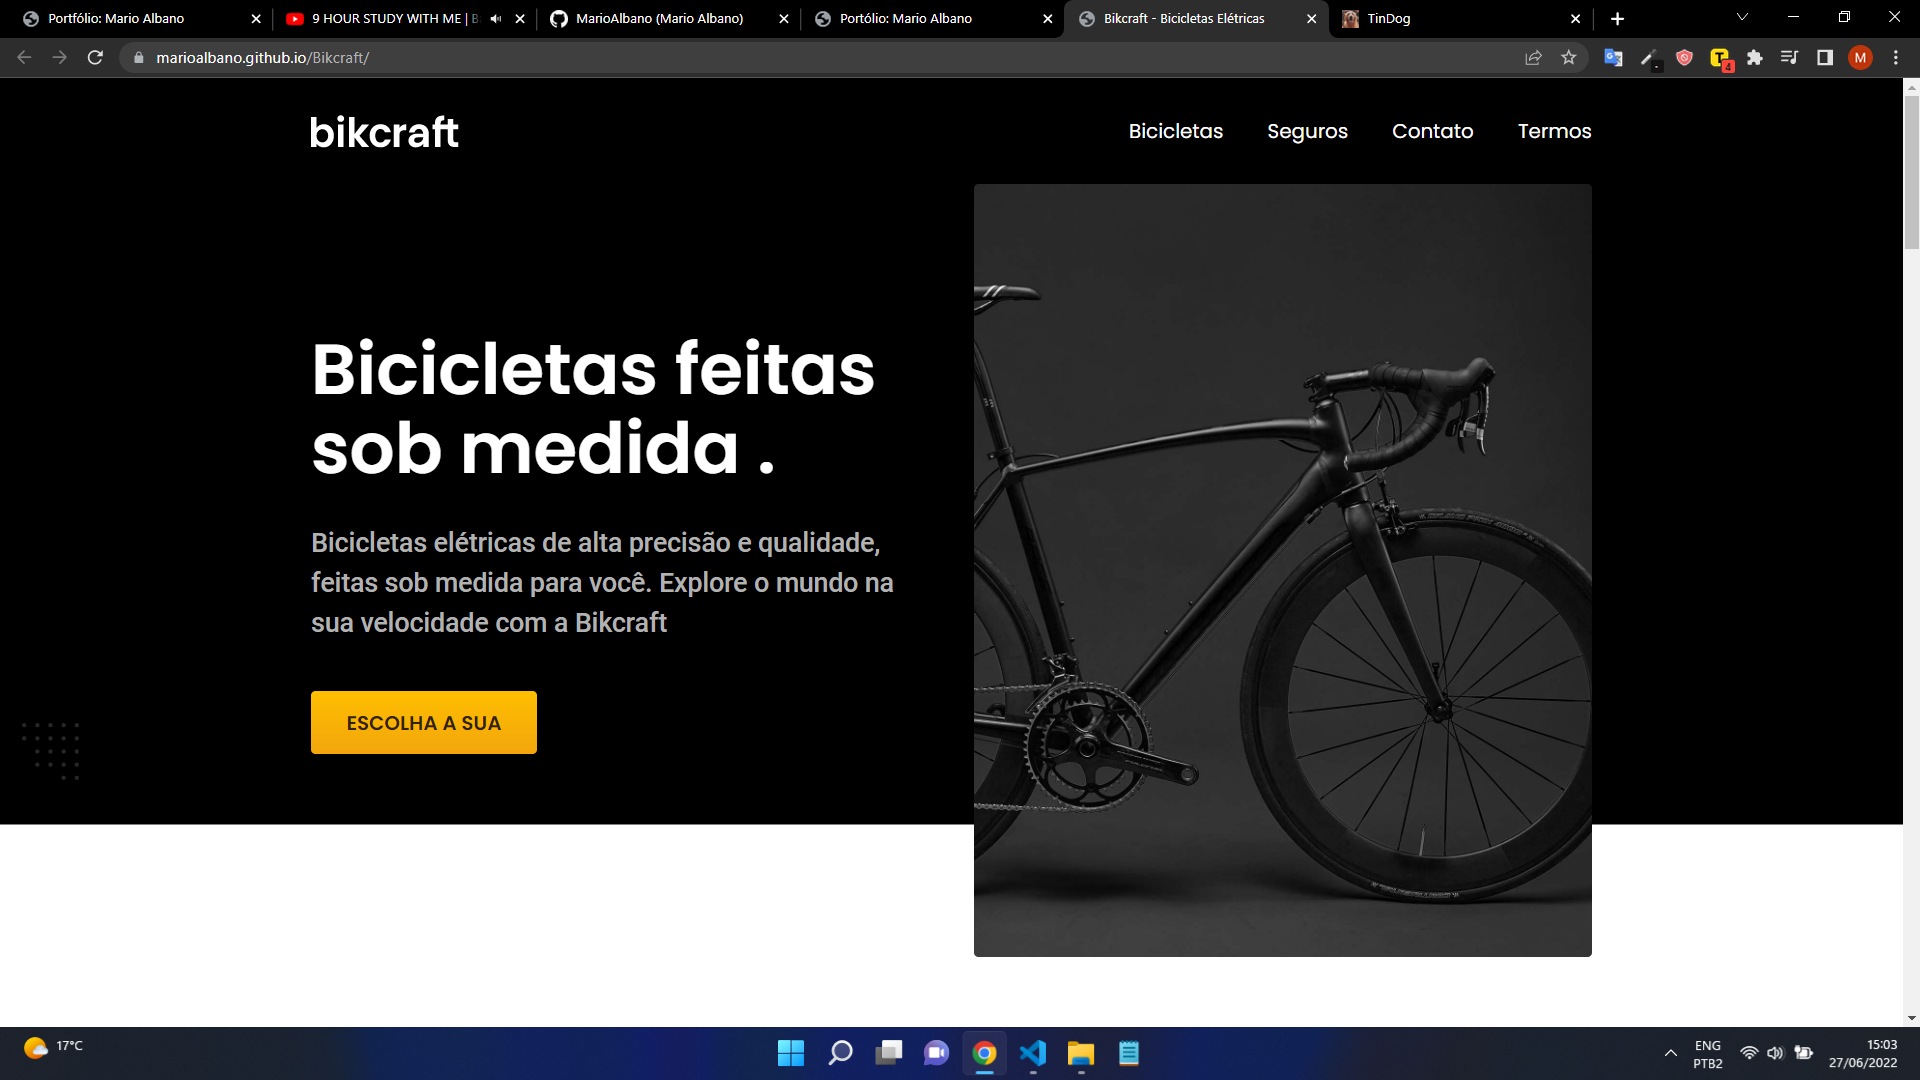 Portfólio: Mario Albano
9 HOUR STUDY WITH ME |
MarioAlbano (Mario Albano)
Portólio: Mario Albano
Bikcraft - Bicicletas Elétricas
TinDog
marioalbano.github.io/Bikcraft/
T
4
M
bikcraft
Bicicletas
Seguros
Contato
Termos
Bicicletas feitas
sob medida .
Bicicletas elétricas de alta precisão e qualidade,
feitas sob medida para você. Explore o mundo na
sua velocidade com a Bikcraft
ESCOLHA A SUA
17°C
ENG
PTB2
15:03
27/06/2022